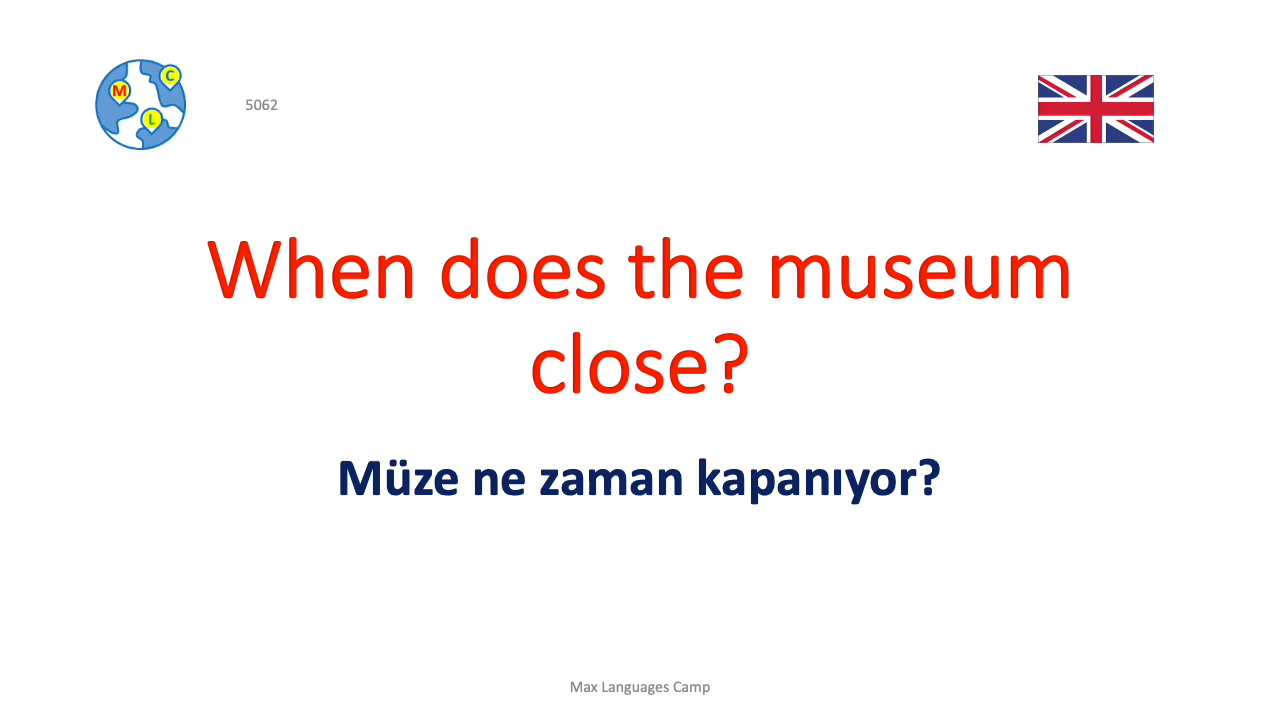 C
M
L
5062
When does the museum
close?
Müze ne zaman kapanıyor?
Max Languages Camp